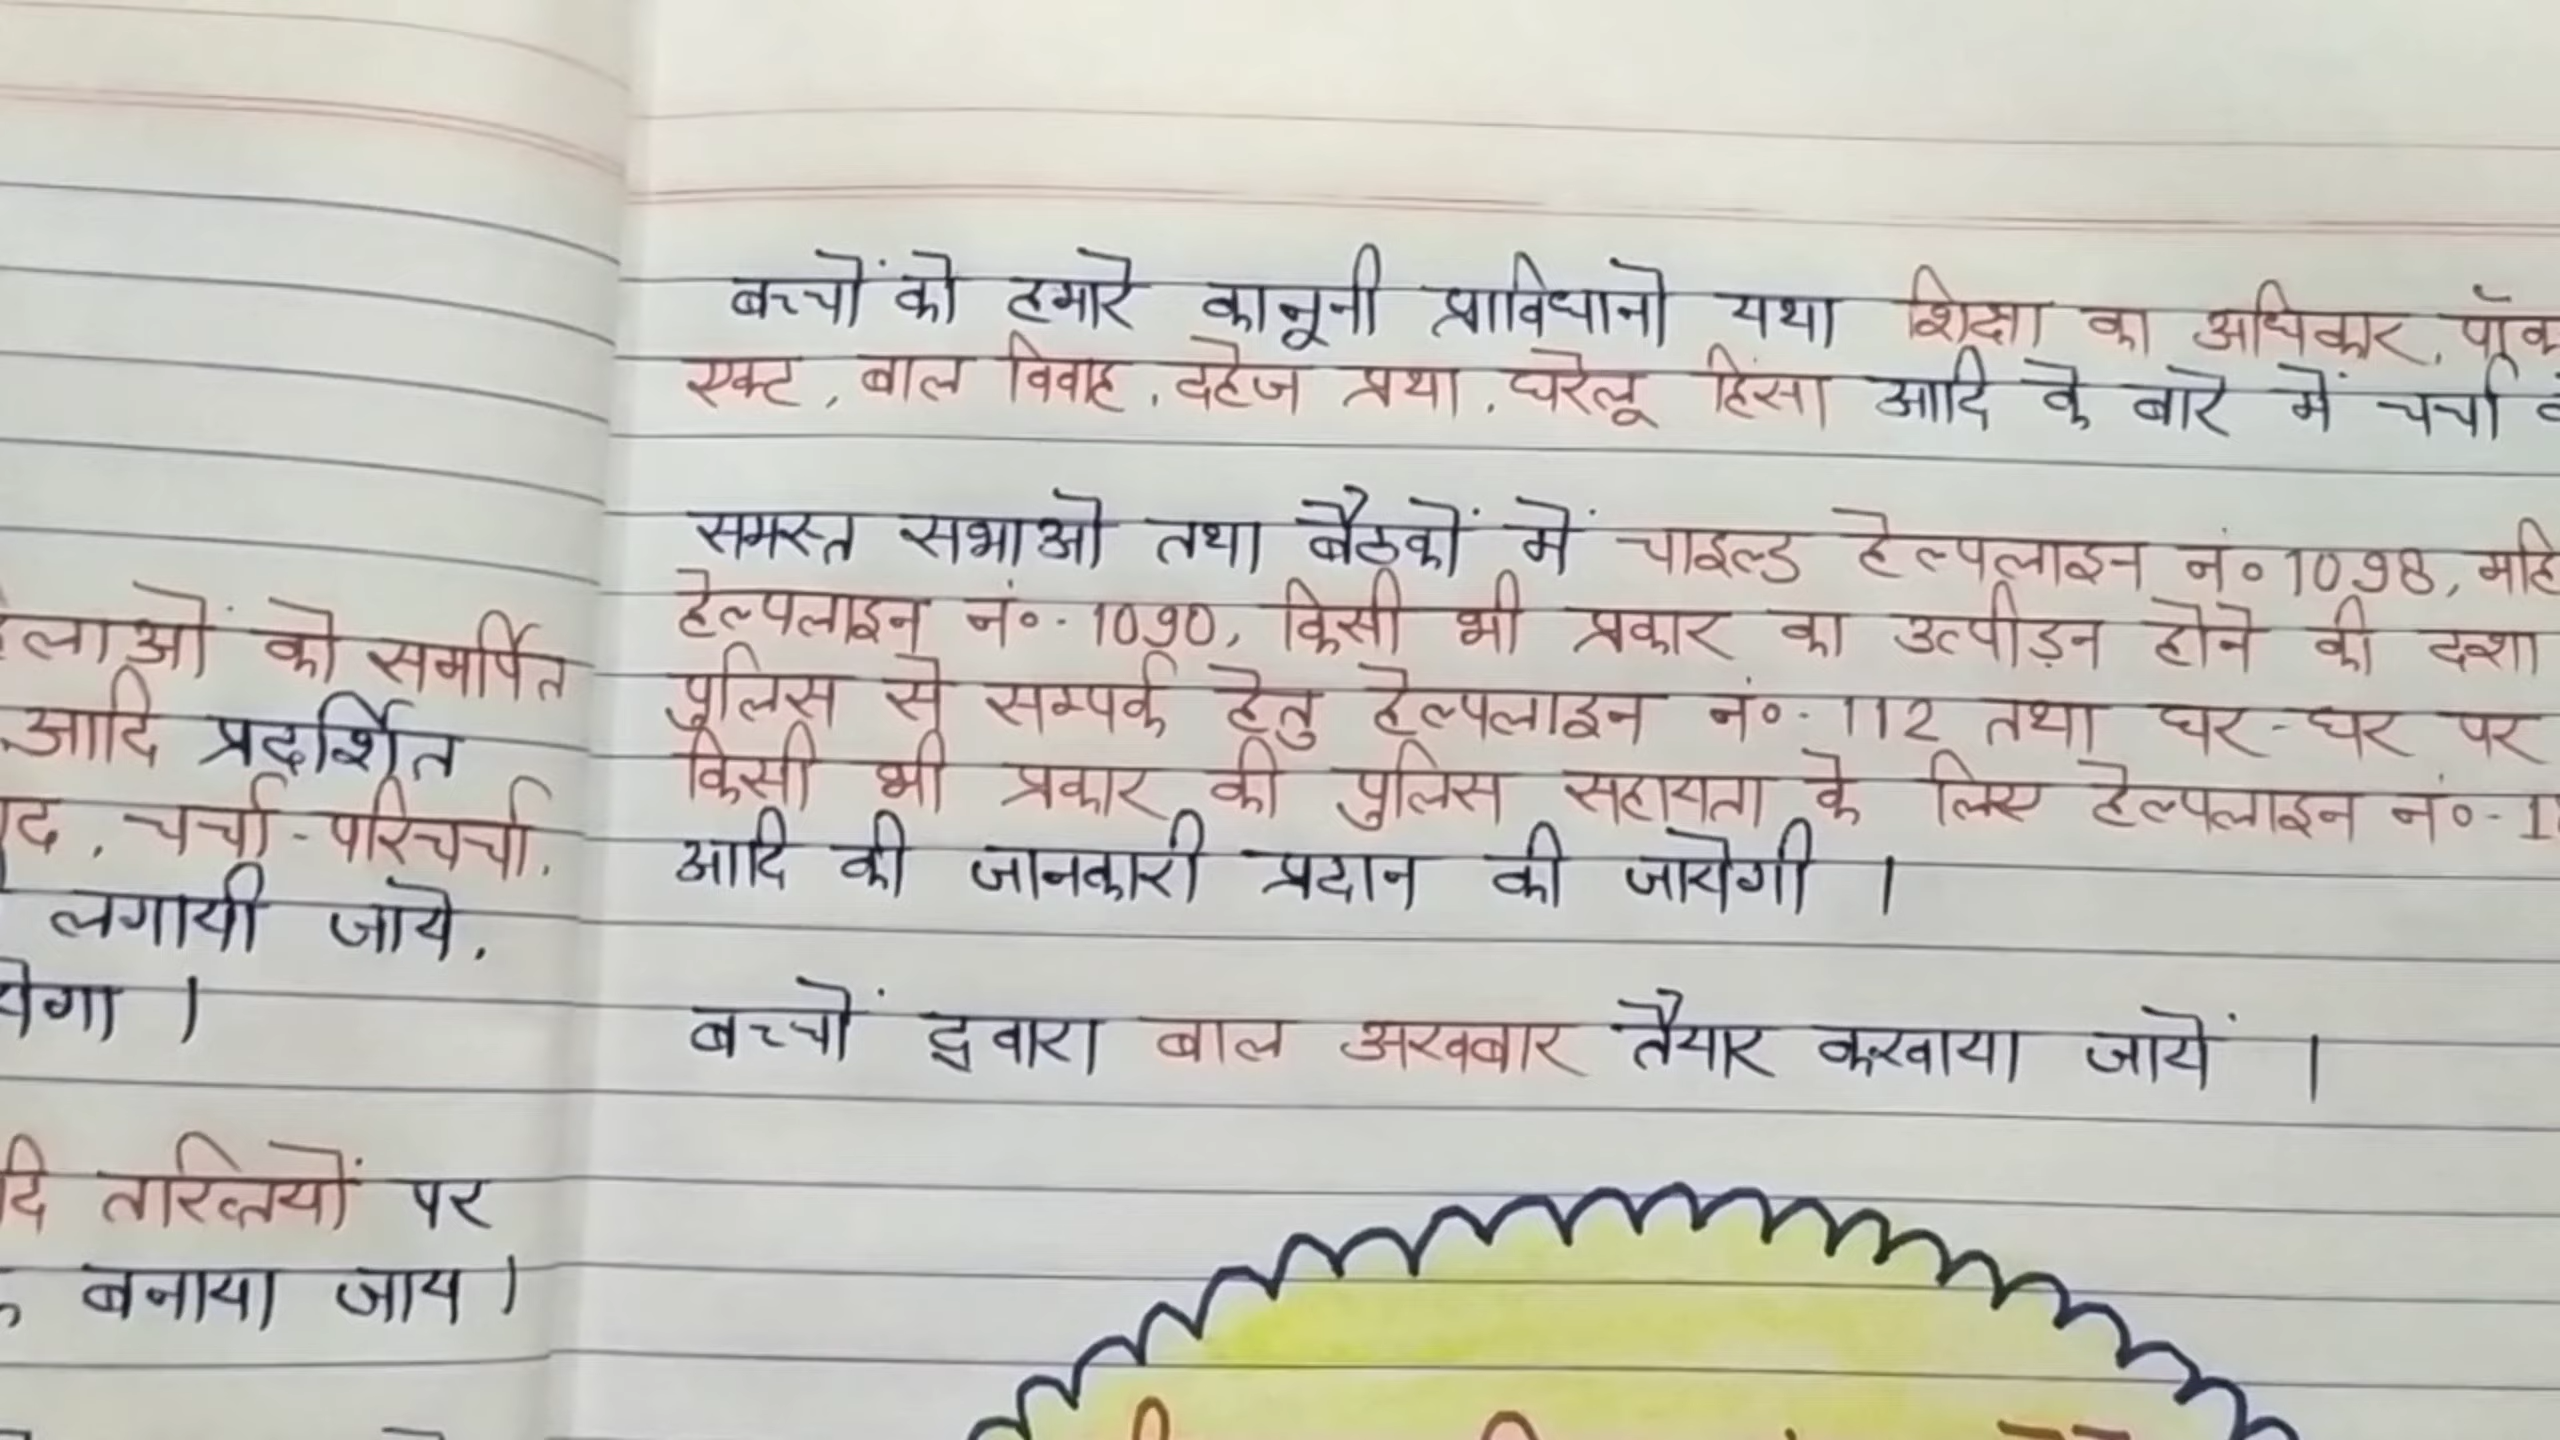 लाओं को समर्पित
आदि प्रदर्शित
चर्चा-परिचर्चा,
लगायी जाये,
येगा ।
तख्तियों पर
बनाया जाय ।
बच्चों को हमारे कानूनी प्राविधानो यथा शिक्षा का अधिकार, पॉक
एक्ट, बाल विवाह, दहेज प्रथा, घरेलू हिंसा आदि के बारे में चर्चा
समस्त सभाओ तथा बैठकों में चाइल्ड हेल्पलाइन नं० 1098, महि
हेल्पलाइन नं०- 1090, किसी भी प्रकार का उत्पीड़न होने की दशा
पुलिस से सम्पर्क हेतु हेल्पलाइन नं०- 112 तथा घर-घर पर
किसी भी प्रकार की पुलिस सहायता के लिए हेल्पलाइन नं०-
आदि की जानकारी प्रदान की जायेगी ।
बच्चों द्वारा बाल अखबार तैयार करवाया जायें ।